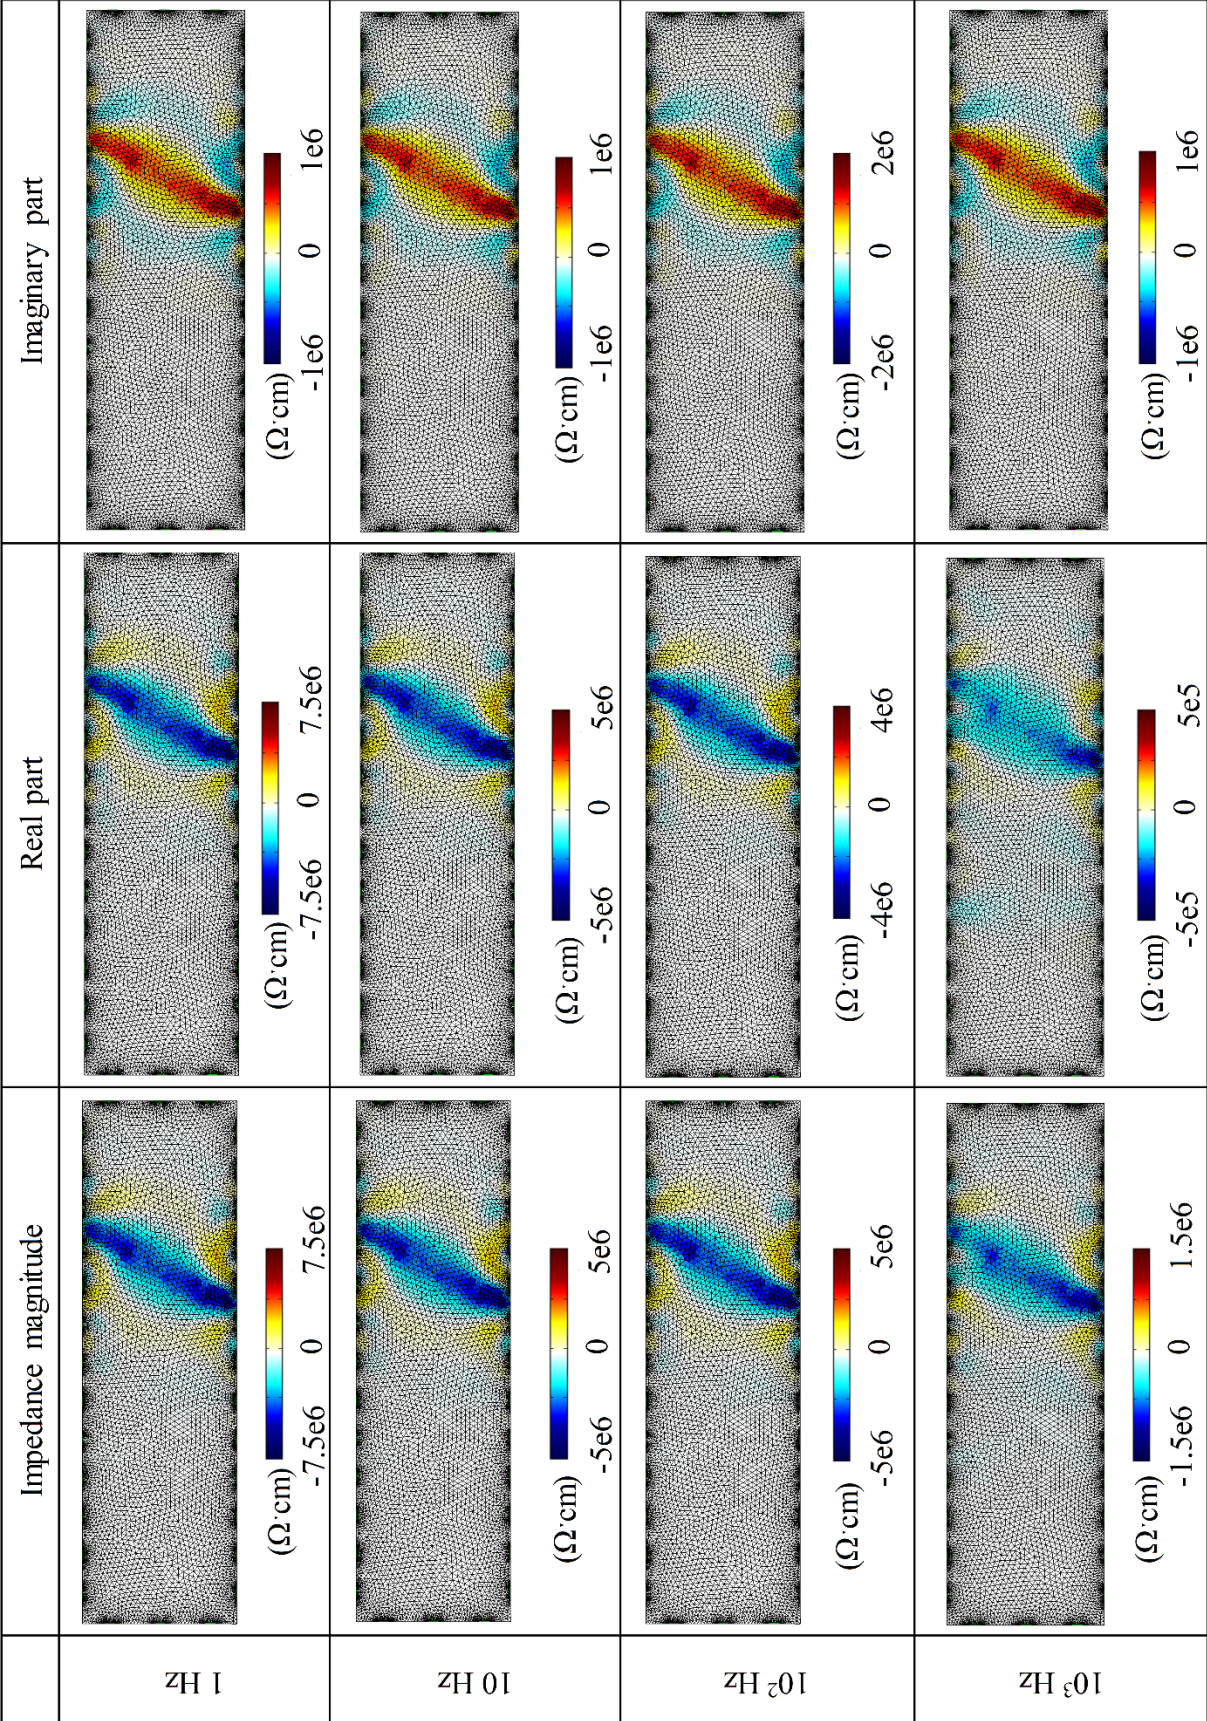 Impedance magnitude
Real part
Imaginary part
1 Hz
(Ω·cm)
-7.5e6 0 7.5e6
(Ω·cm)
-7.5e6 0 7.5e6
(Ω·cm)
-1e6 0 1e6
10 Hz
(Ω·cm)
-5e6 0 5e6
(Ω·cm)
-5e6 0 5e6
(Ω·cm)
-1e6 0 1e6
10² Hz
(Ω·cm)
-5e6 0 5e6
(Ω·cm)
-4e6 0 4e6
(Ω·cm)
-2e6 0 2e6
10³ Hz
(Ω·cm)
-1.5e6 0 1.5e6
(Ω·cm)
-5e5 0 5e5
(Ω·cm)
-1e6 0 1e6